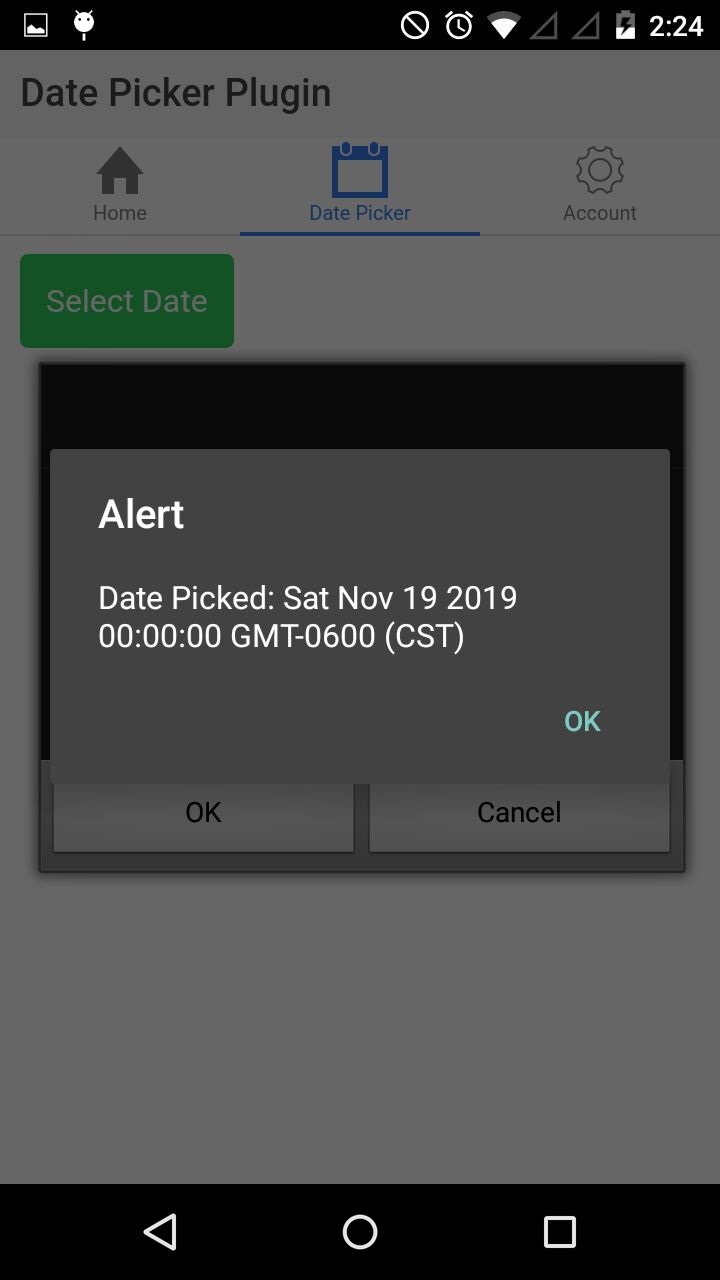 2:24
Date Picker Plugin
Home
Date Picker
Account
Select Date
Alert
Date Picked: Sat Nov 19 2019
00:00:00 GMT-0600 (CST)
OK
OK
Cancel